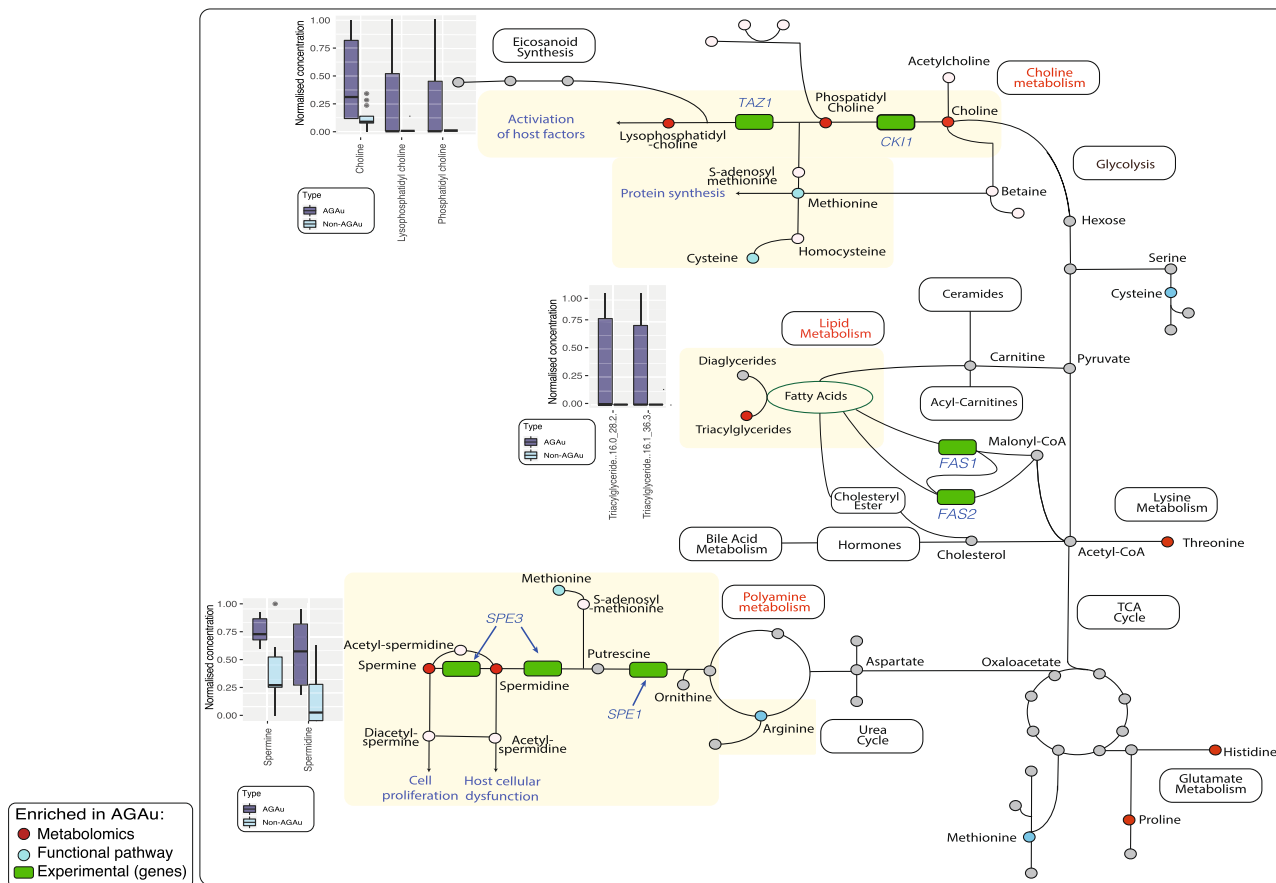 Normalised concentration
1.00
0.75
0.50
0.25
0.00
Choline
Lysophosphatidyl choline
Phosphatidyl choline
Type
AGAu
Non-AGAu
Eicosanoid
Synthesis
Acetylcholine
Choline
metabolism
TAZ1
Phospatidyl
Choline
Choline
Activiation
of host factors
Lysophosphatidyl
-choline
CKI1
Glycolysis
S-adenosyl
methionine
Protein synthesis
Methionine
Betaine
Hexose
Homocysteine
Cysteine
Serine
Cysteine
Normalised concentration
1.00
0.75
0.50
0.25
0.00
Triacylglyceride..16.0_28.2.
Triacylglyceride..16.1_36.3.
Type
AGAu
Non-AGAu
Ceramides
Lipid
Metabolism
Carnitine
Pyruvate
Diaglycerides
Fatty Acids
Acyl-Carnitines
Triacylglycerides
Malonyl-CoA
FAS1
FAS2
Cholesteryl
Ester
Lysine
Metabolism
Bile Acid
Metabolism
Hormones
Cholesterol
Acetyl-CoA
Threonine
Normalised concentration
1.00
0.75
0.50
0.25
0.00
Spermine
Spermidine
Type
AGAu
Non-AGAu
Methionine
S-adenosyl
-methionine
Polyamine
metabolism
TCA
Cycle
SPE3
Acetyl-spermidine
Spermine
Spermidine
Putrescine
Ornithine
SPE1
Aspartate
Oxaloacetate
Arginine
Urea
Cycle
Diacetyl-
spermine
Acetyl-
spermidine
Cell
proliferation
Host cellular
dysfunction
Histidine
Glutamate
Metabolism
Proline
Methionine
Enriched in AGAu:
Metabolomics
Functional pathway
Experimental (genes)